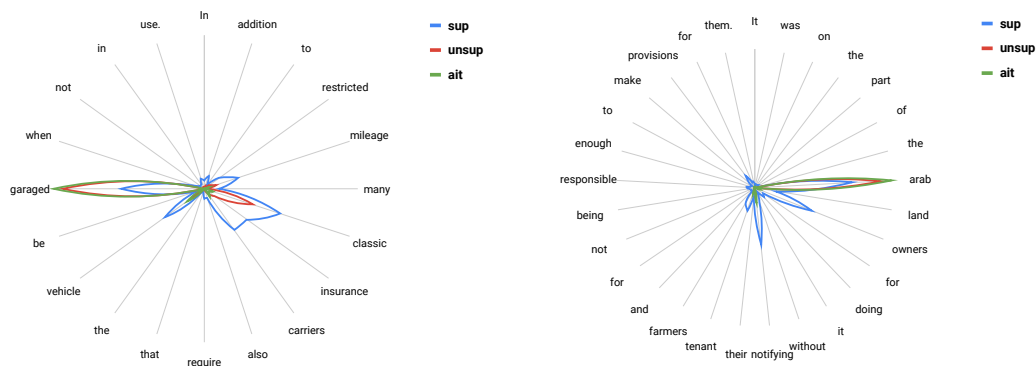 In
addition
to
restricted
mileage
many
classic
insurance
carriers
also
require
that
the
vehicle
be
garaged
when
not
in
use.
sup
unsup
ait
It
was
on
the
part
of
the
arab
land
owners
for
doing
it
without
notifying
their
tenant
farmers
and
for
not
being
responsible
enough
to
make
provisions
for
them.
sup
unsup
ait